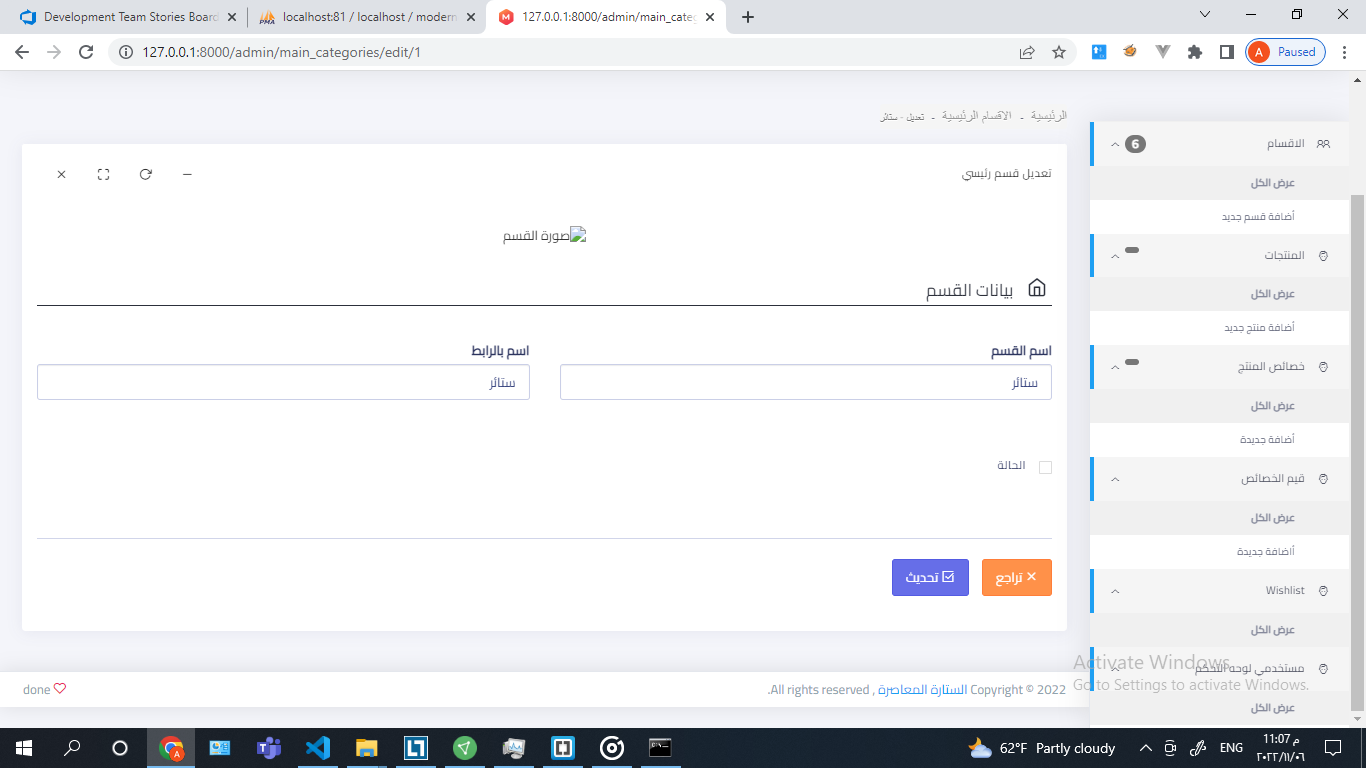 Development Team Stories Board
localhost:81 / localhost / modern
127.0.0.1:8000/admin/main_categ
127.0.0.1:8000/admin/main_categories/edit/1
A Paused
الرئيسية - الاقسام الرئيسية - تعديل - ستائر
تعديل قسم رئيسي
صورة القسم
بيانات القسم
اسم القسم
اسم بالرابط
ستائر
ستائر
الحالة
تراجع
تحديث
الاقسام 6
عرض الكل
أضافة قسم جديد
المنتجات
عرض الكل
أضافة منتج جديد
خصائص المنتج
عرض الكل
أضافة جديدة
قيم الخصائص
عرض الكل
أاضافة جديدة
Wishlist
عرض الكل
مستخدمي لوحه التحكم
عرض الكل
Activate Windows
Go to Settings to activate Windows.
Copyright © 2022 الستارة المعاصرة , All rights reserved.
done
62°F Partly cloudy
ENG
11:07 م
٢٠٢٢/١١/٠٦